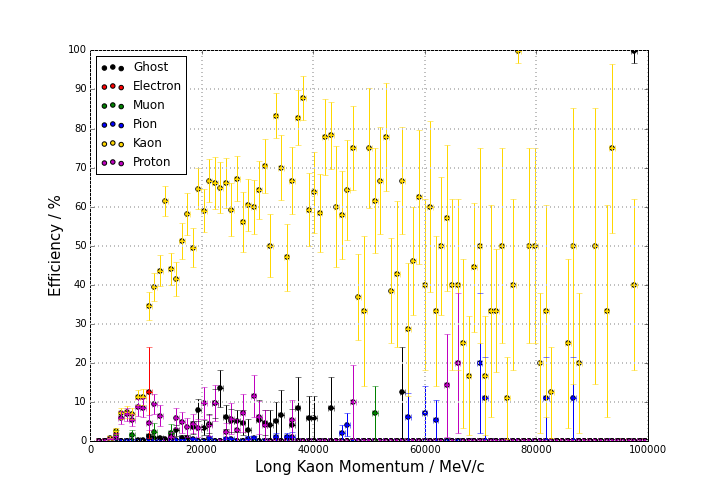 100
90
80
70
60
50
40
30
20
10
0
Efficiency / %
Ghost
Electron
Muon
Pion
Kaon
Proton
0 20000 40000 60000 80000 100000
Long Kaon Momentum / MeV/c